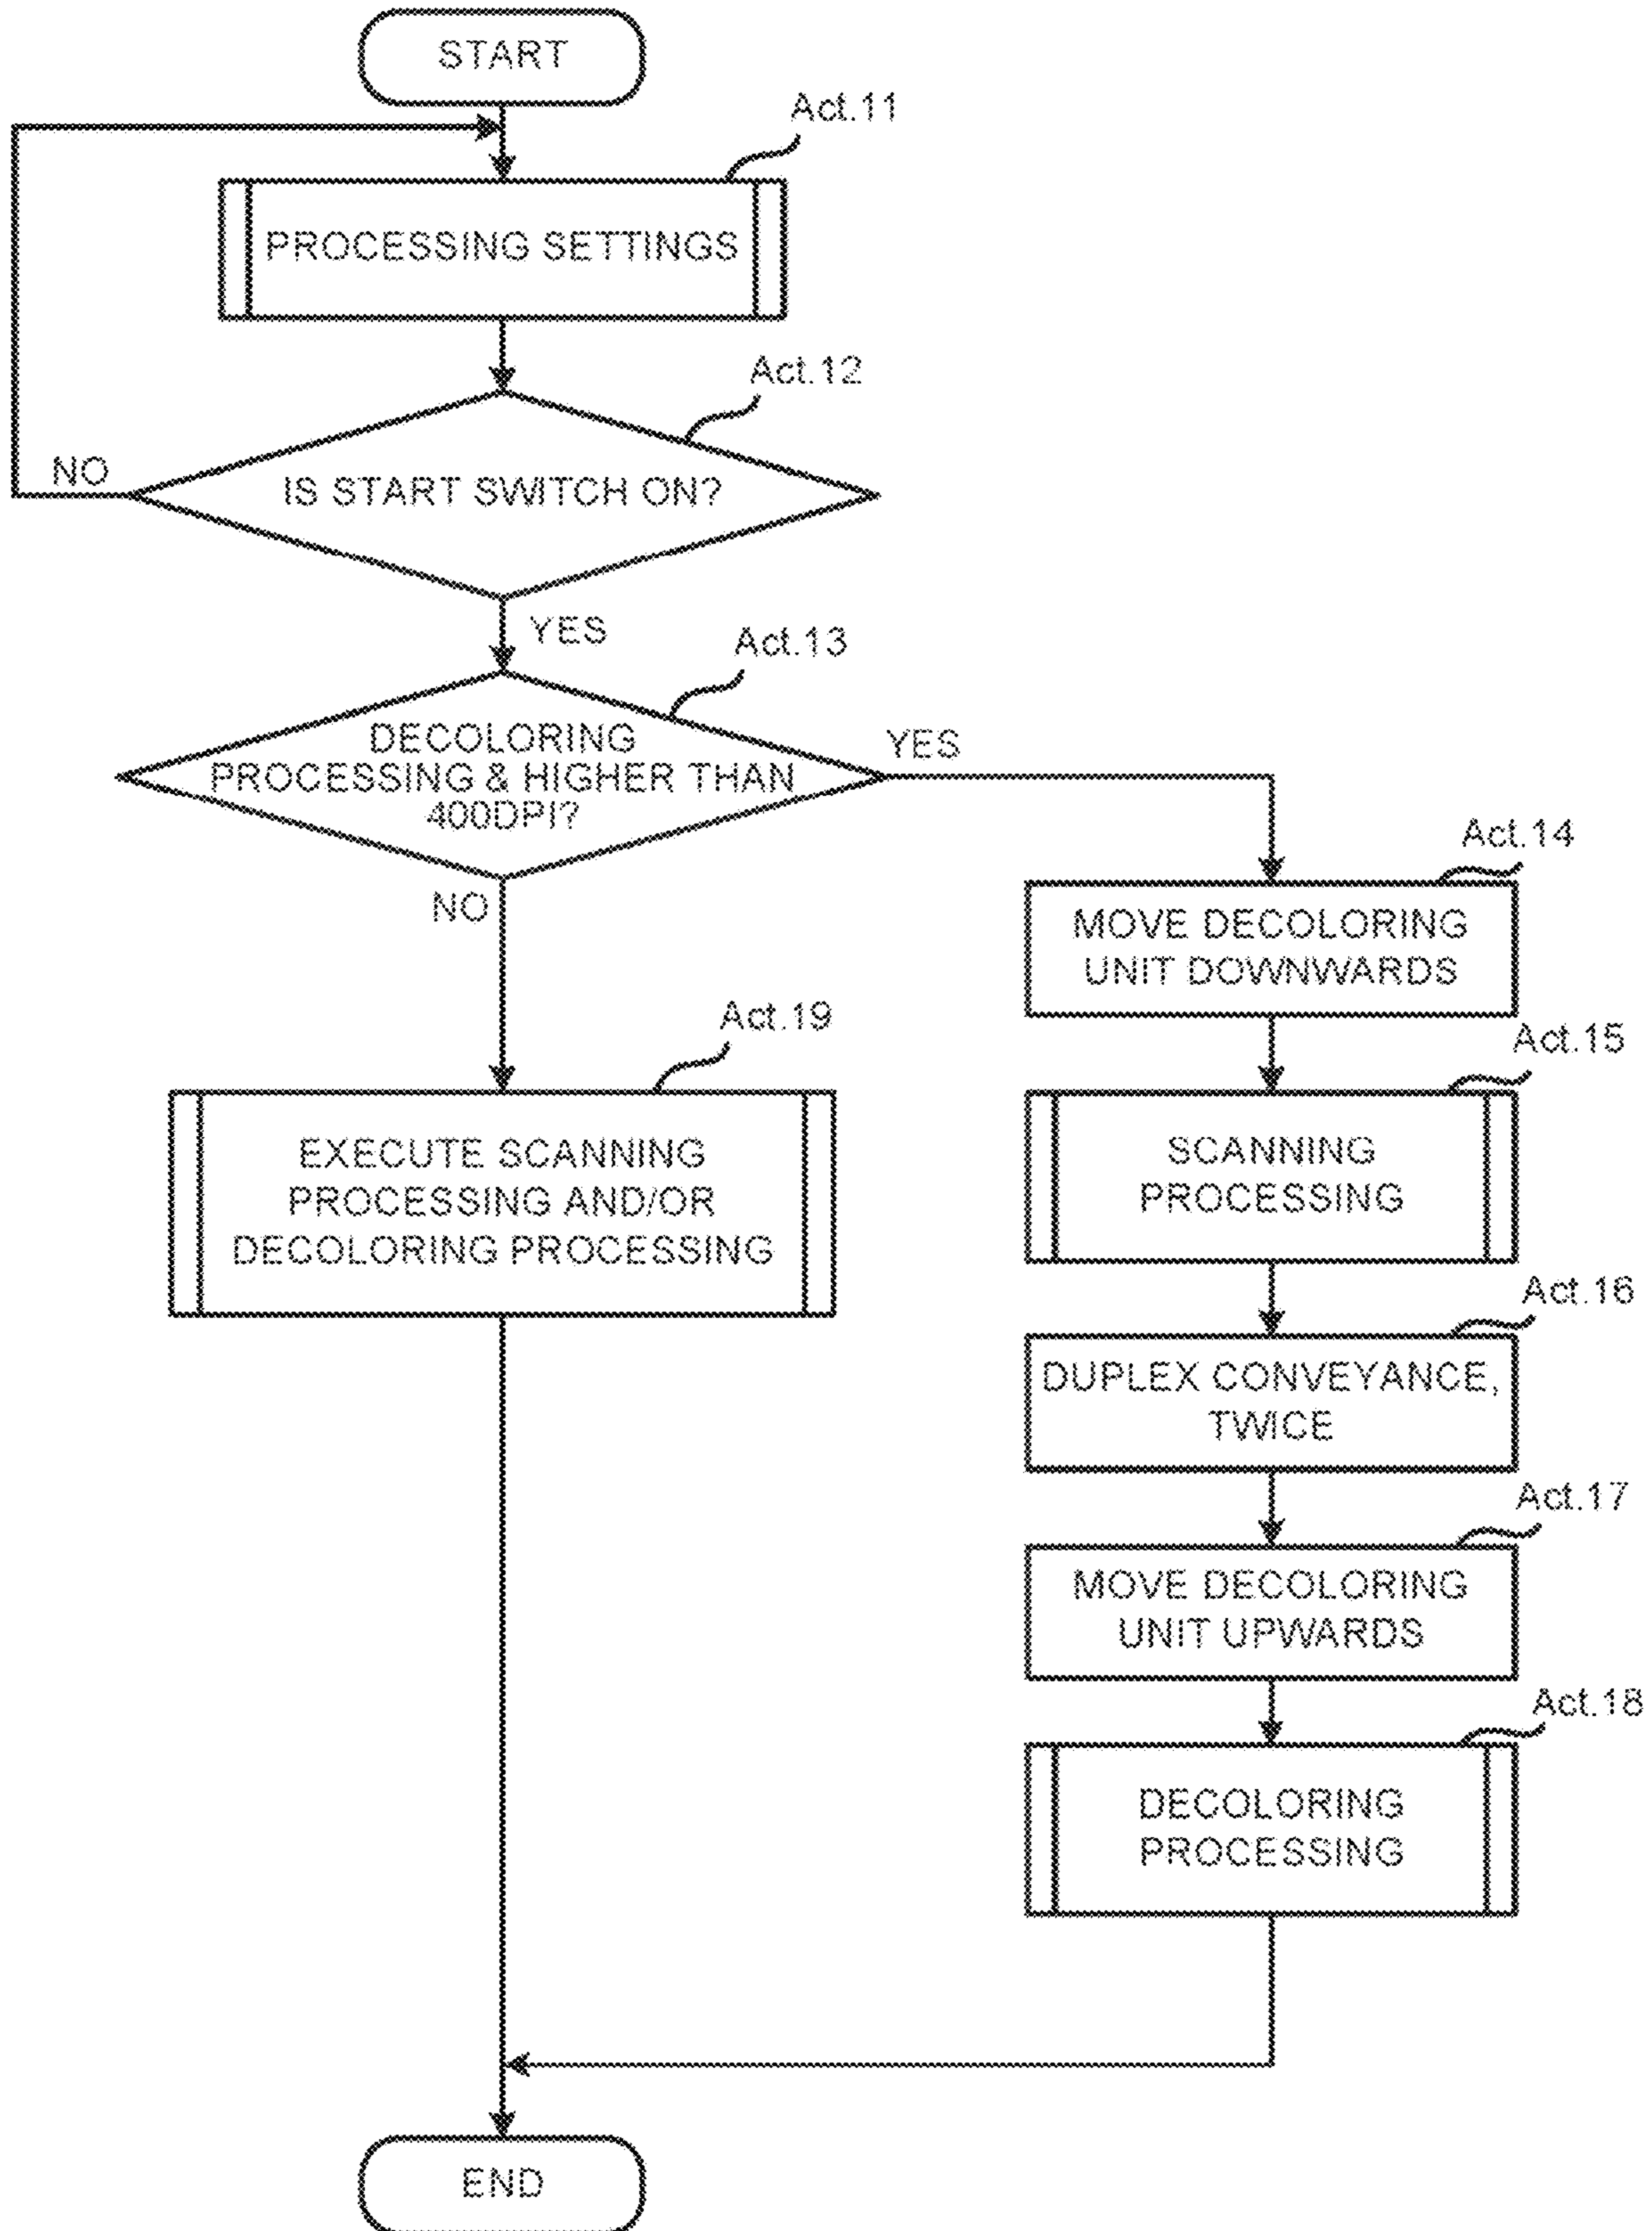 START
Act.11
PROCESSING SETTINGS
Act.12
IS START SWITCH ON?
NO
YES
Act.13
DECOLORING
PROCESSING & HIGHER THAN
400DPI?
YES
NO
Act.14
MOVE DECOLORING
UNIT DOWNWARDS
Act.15
SCANNING
PROCESSING
Act.16
DUPLEX CONVEYANCE,
TWICE
Act.17
MOVE DECOLORING
UNIT UPWARDS
Act.18
DECOLORING
PROCESSING
Act.19
EXECUTE SCANNING
PROCESSING AND/OR
DECOLORING PROCESSING
END